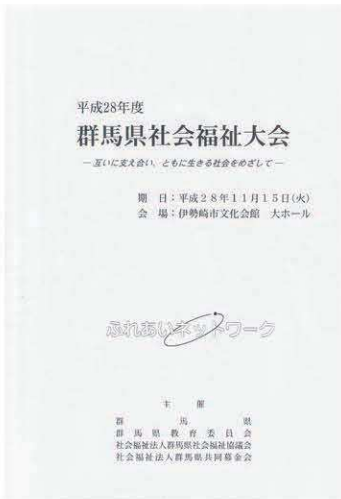 平成28年度
群馬県社会福祉大会
―互いに支え合い、ともに生きる社会をめざして―
期　日：平成２８年１１月１５日(火)
会　場：伊勢崎市文化会館　大ホール
ふれあいネットワーク
主　催
群馬県
群馬県教育委員会
社会福祉法人群馬県社会福祉協議会
社会福祉法人群馬県共同募金会